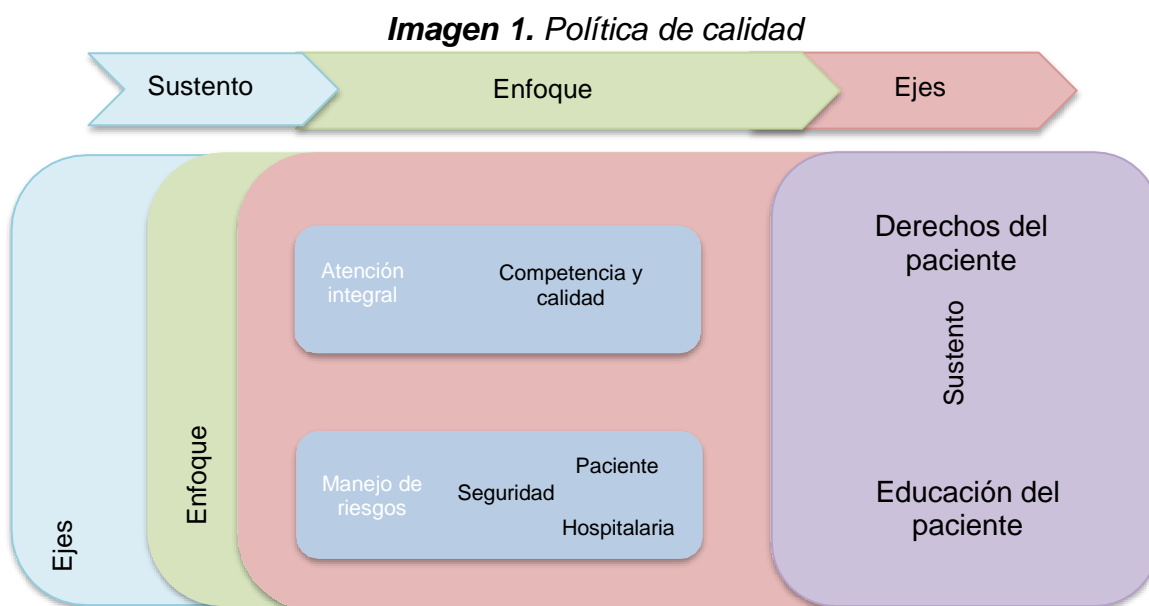 Imagen 1. Política de calidad
Sustento
Enfoque
Ejes
Ejes
Enfoque
Atención
integral
Competencia y
calidad
Manejo de
riesgos
Seguridad
Paciente
Hospitalaria
Derechos del
paciente
Sustento
Educación del
paciente